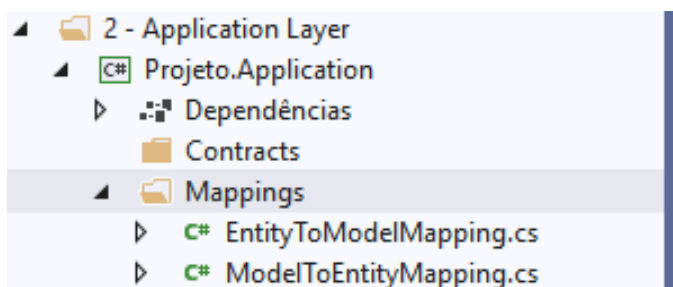 2 - Application Layer
C# Projeto.Application
Dependências
Contracts
Mappings
C# EntityToModelMapping.cs
C# ModelToEntityMapping.cs